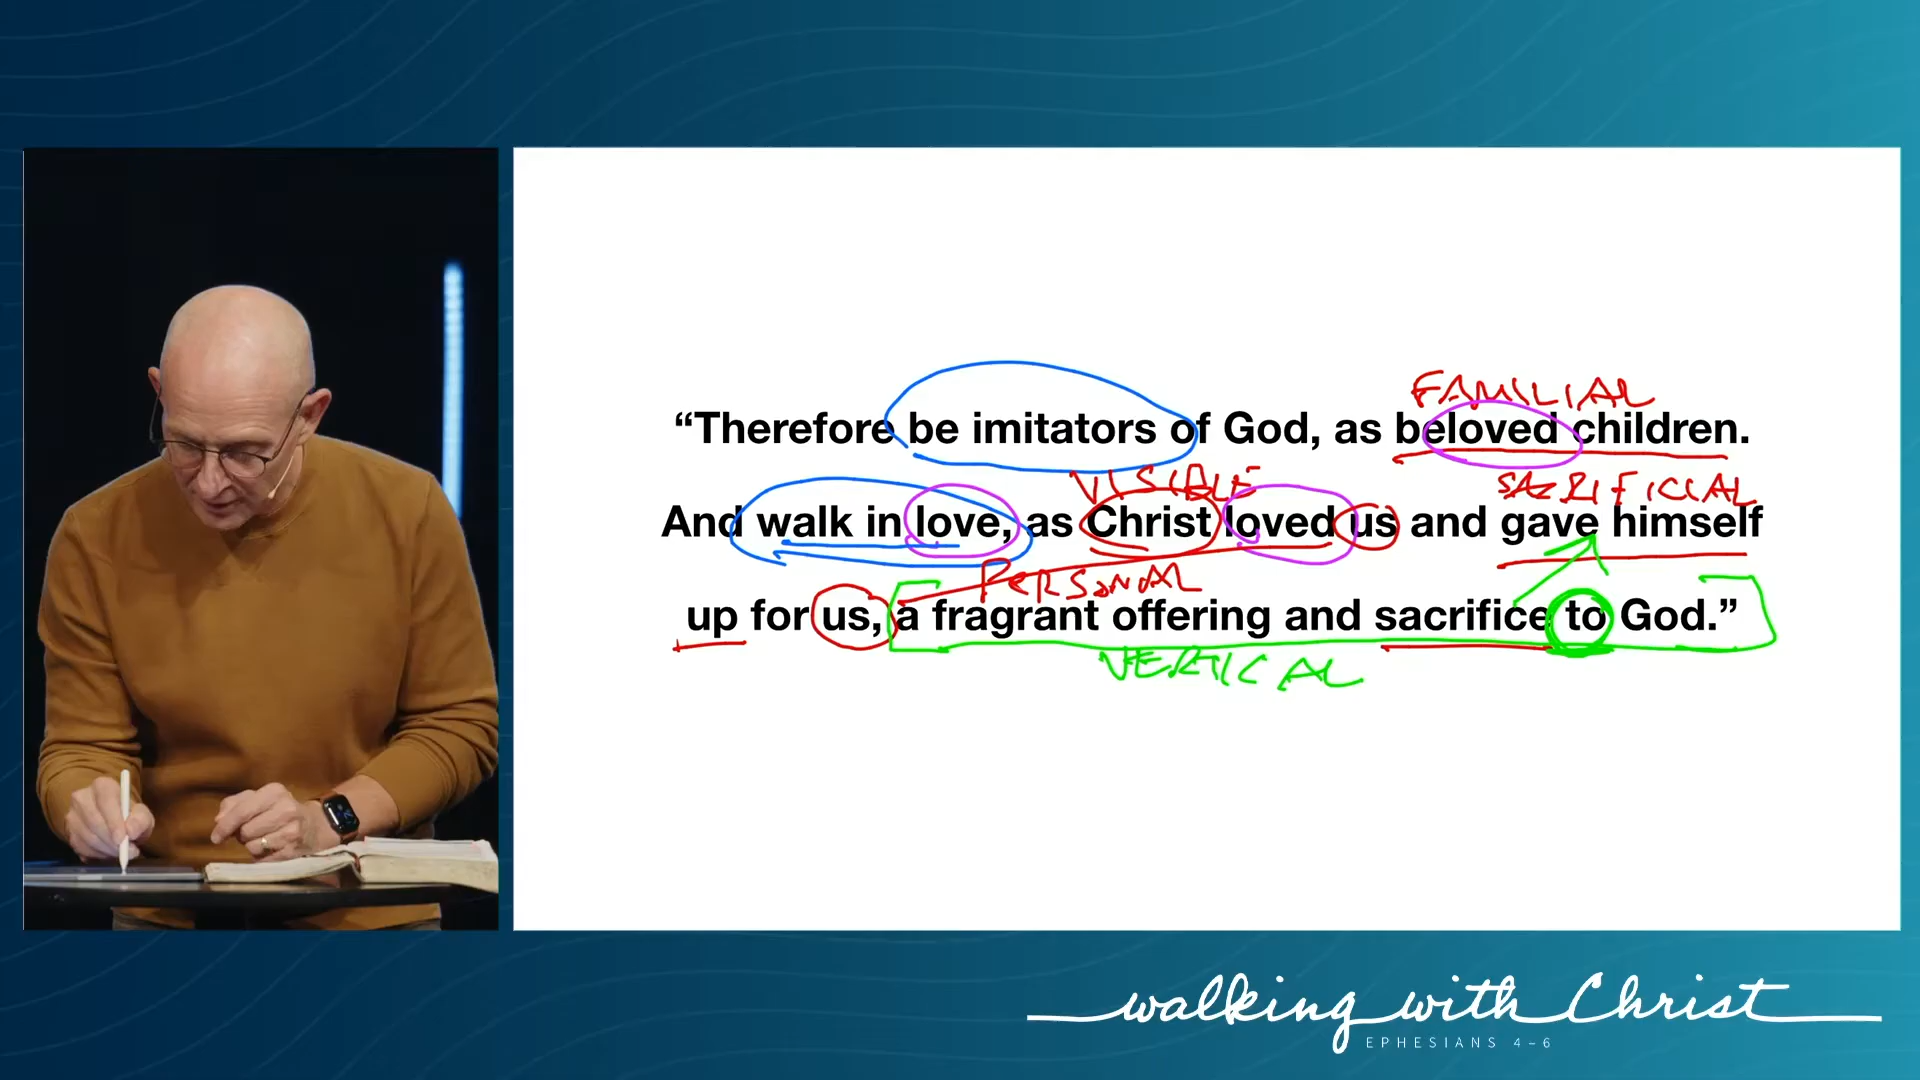 FAMILIAL
“Therefore be imitators of God, as beloved children.
VISIBLE SACRIFICIAL
And walk in love, as Christ loved us and gave himself
PERSONAL
up for us, a fragrant offering and sacrifice to God.”
VERTICAL
walking with Christ
EPHESIANS 4–6